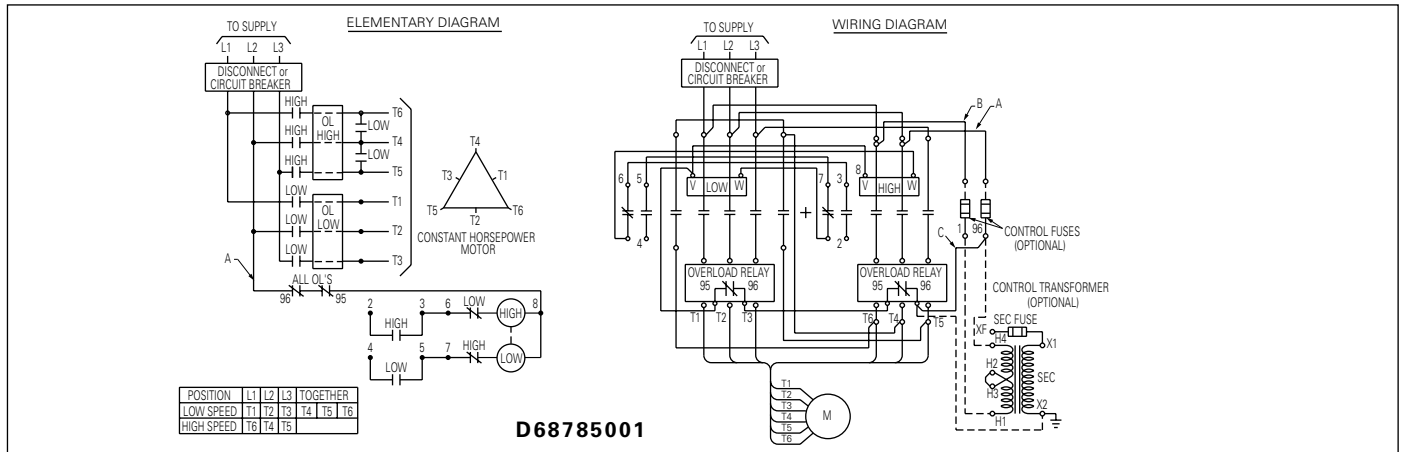 ELEMENTARY DIAGRAM
TO SUPPLY
L1 L2 L3
DISCONNECT or
CIRCUIT BREAKER
HIGH
HIGH
HIGH
OL
HIGH
LOW
LOW
T6
T4
T5
LOW
LOW
LOW
OL
LOW
T1
T2
T3
T4
T3 T1
T5 T2 T6
CONSTANT HORSEPOWER
MOTOR
A
ALL OL'S
96 95
2 3 6 LOW HIGH 8
HIGH
4 5 7 HIGH LOW
LOW
POSITION L1 L2 L3 TOGETHER
LOW SPEED T1 T2 T3 T4 T5 T6
HIGH SPEED T6 T4 T5
D68785001
WIRING DIAGRAM
TO SUPPLY
L1 L2 L3
DISCONNECT or
CIRCUIT BREAKER
B A
6 5 V LOW W 7 3 8 V HIGH W
4 2
1 96
C
CONTROL FUSES
(OPTIONAL)
OVERLOAD RELAY
95 96
OVERLOAD RELAY
95 96
T1 T2 T3
T6 T4 T5
CONTROL TRANSFORMER
(OPTIONAL)
SEC FUSE
XF
H4 X1
H2
H3
SEC
H1 X2
T1
T2
T3
T4
T5
T6
M